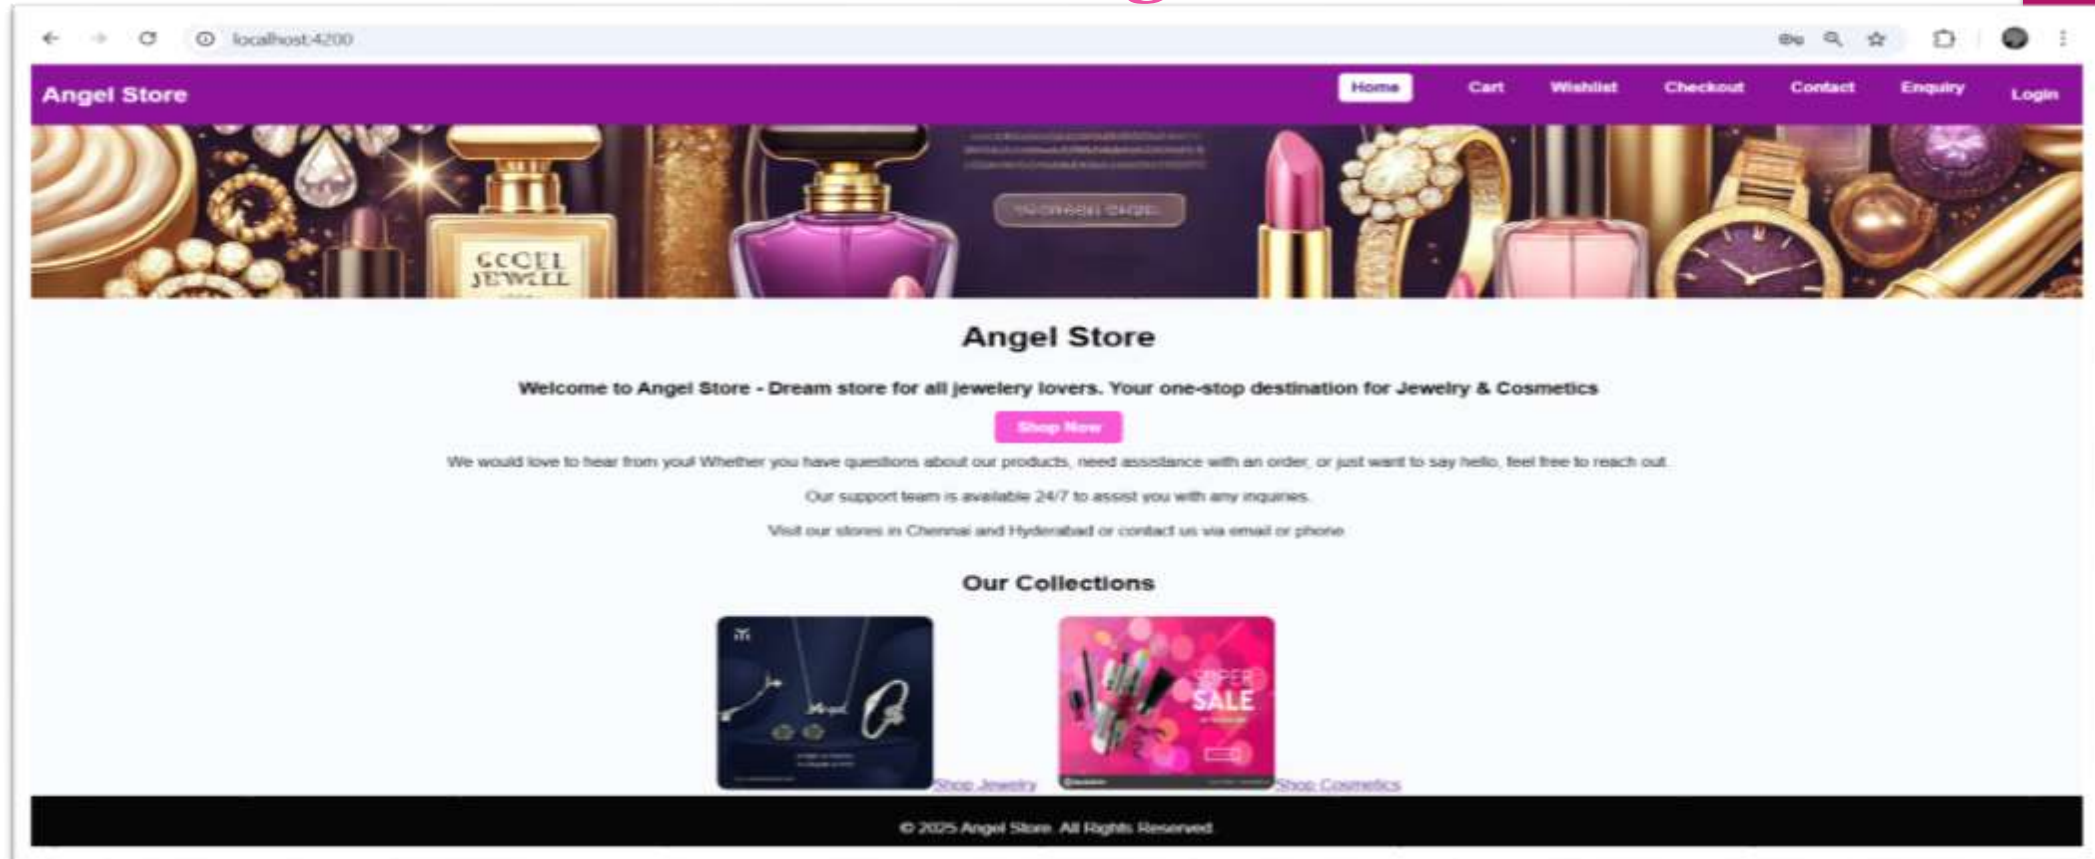 localhost:4200
Angel Store
Home Cart Wishlist Checkout Contact Enquiry Login
GCCEL
JEWELL
Angel Store
Welcome to Angel Store - Dream store for all jewelery lovers. Your one-stop destination for Jewelry & Cosmetics
Shop Now
We would love to hear from you! Whether you have questions about our products, need assistance with an order, or just want to say hello, feel free to reach out.
Our support team is available 24/7 to assist you with any inquiries.
Visit our stores in Chennai and Hyderabad or contact us via email or phone
Our Collections
Angel
SUPER
SALE
Shop Jewelry Shop Cosmetics
© 2025 Angel Store. All Rights Reserved.